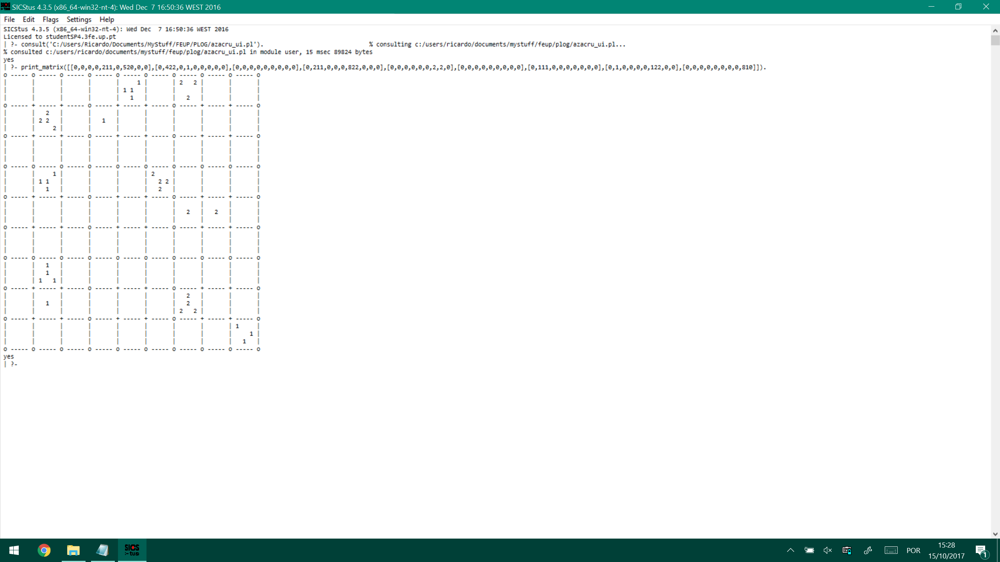 SICStus 4.3.5 (x86_64-win32-nt-4): Wed Dec  7 16:50:36 WEST 2016
File Edit Flags Settings Help
SICStus 4.3.5 (x86_64-win32-nt-4): Wed Dec  7 16:50:36 WEST 2016
Licensed to studentSP4.3fe.up.pt
| ?- consult('C:/Users/Ricardo/Documents/MyStuff/FEUP/PLOG/azacru_ui.pl').                              % consulting c:/users/ricardo/documents/mystuff/feup/plog/azacru_ui.pl...
% consulted c:/users/ricardo/documents/mystuff/feup/plog/azacru_ui.pl in module user, 15 msec 89824 bytes
yes
| ?- print_matrix([[0,0,0,0,211,0,520,0,0],[0,422,0,1,0,0,0,0,0],[0,0,0,0,0,0,0,0,0],[0,211,0,0,0,822,0,0,0],[0,0,0,0,0,0,2,2,0],[0,0,0,0,0,0,0,0,0],[0,111,0,0,0,0,0,0,0],[0,1,0,0,0,0,122,0,0],[0,0,0,0,0,0,0,0,810]]).
o ----- o ----- o ----- o ----- o ----- o ----- o ----- o ----- o ----- o
|       |       |       |       |     1 |       | 2   2 |       |       |
|       |       |       |       | 1 1   |       |       |       |       |
|       |       |       |       |   1   |       |   2   |       |       |
o ----- + ----- + ----- o ----- + ----- + ----- o ----- + ----- + ----- o
|       |   2   |       |       |       |       |       |       |       |
|       | 2 2   |       |   1   |       |       |       |       |       |
|       |     2 |       |       |       |       |       |       |       |
o ----- + ----- + ----- o ----- + ----- + ----- o ----- + ----- + ----- o
|       |       |       |       |       |       |       |       |       |
|       |       |       |       |       |       |       |       |       |
|       |       |       |       |       |       |       |       |       |
o ----- o ----- o ----- o ----- o ----- o ----- o ----- o ----- o ----- o
|       |     1 |       |       |       | 2     |       |       |       |
|       | 1 1   |       |       |       |   2 2 |       |       |       |
|       |   1   |       |       |       |   2   |       |       |       |
o ----- + ----- + ----- o ----- + ----- + ----- o ----- + ----- + ----- o
|       |       |       |       |       |       |       |       |       |
|       |       |       |       |       |       |   2   |   2   |       |
|       |       |       |       |       |       |       |       |       |
o ----- + ----- + ----- o ----- + ----- + ----- o ----- + ----- + ----- o
|       |       |       |       |       |       |       |       |       |
|       |       |       |       |       |       |       |       |       |
|       |       |       |       |       |       |       |       |       |
o ----- o ----- o ----- o ----- o ----- o ----- o ----- o ----- o ----- o
|       |   1   |       |       |       |       |       |       |       |
|       |   1   |       |       |       |       |       |       |       |
|       | 1   1 |       |       |       |       |       |       |       |
o ----- + ----- + ----- o ----- + ----- + ----- o ----- + ----- + ----- o
|       |       |       |       |       |       |   2   |       |       |
|       |   1   |       |       |       |       |   2   |       |       |
|       |       |       |       |       |       | 2   2 |       |       |
o ----- + ----- + ----- o ----- + ----- + ----- o ----- + ----- + ----- o
|       |       |       |       |       |       |       |       | 1     |
|       |       |       |       |       |       |       |       |     1 |
|       |       |       |       |       |       |       |       |   1   |
o ----- o ----- o ----- o ----- o ----- o ----- o ----- o ----- o ----- o
yes
| ?-
SICS
:- tus
POR
15:28
15/10/2017
1